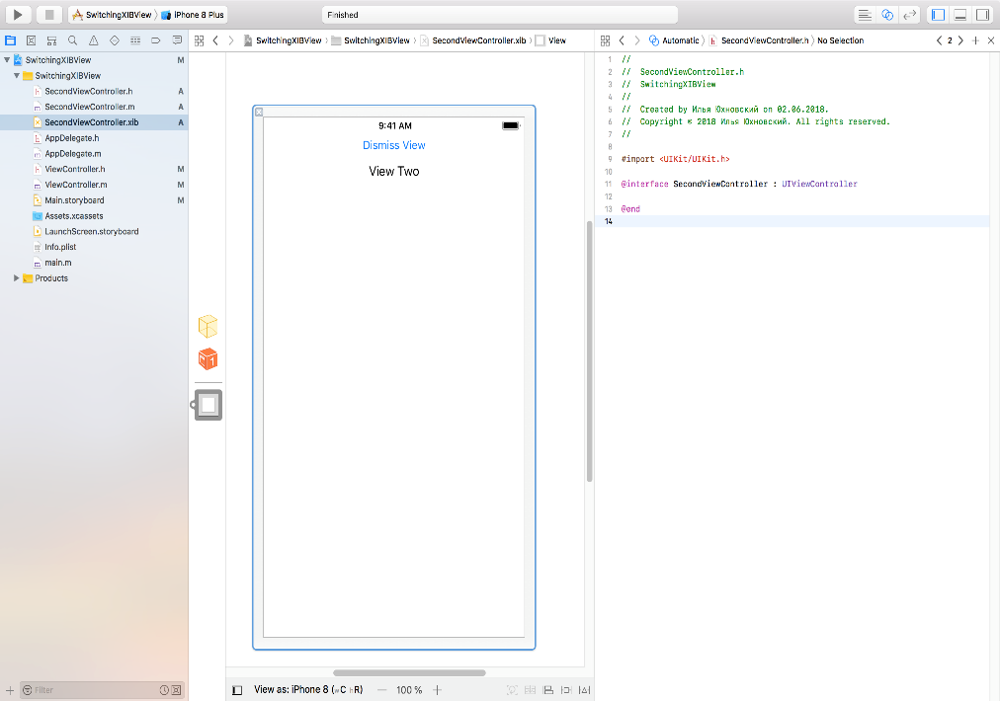 SwitchingXIBView
iPhone 8 Plus
Finished
SwitchingXIBView
SwitchingXIBView
SecondViewController.xib
View
Automatic
SecondViewController.h
No Selection
2
SwitchingXIBView M
SwitchingXIBView
SecondViewController.h A
SecondViewController.m A
SecondViewController.xib A
AppDelegate.h
AppDelegate.m
ViewController.h M
ViewController.m M
Main.storyboard M
Assets.xcassets
LaunchScreen.storyboard
Info.plist
main.m
Products
Filter
9:41 AM
Dismiss View
View Two
View as: iPhone 8 (wC hR)
100 %
1 //
2 // SecondViewController.h
3 // SwitchingXIBView
4 //
5 // Created by Илья Юхновский on 02.06.2018.
6 // Copyright © 2018 Илья Юхновский. All rights reserved.
7 //
8
9 #import <UIKit/UIKit.h>
10
11 @interface SecondViewController : UIViewController
12
13 @end
14